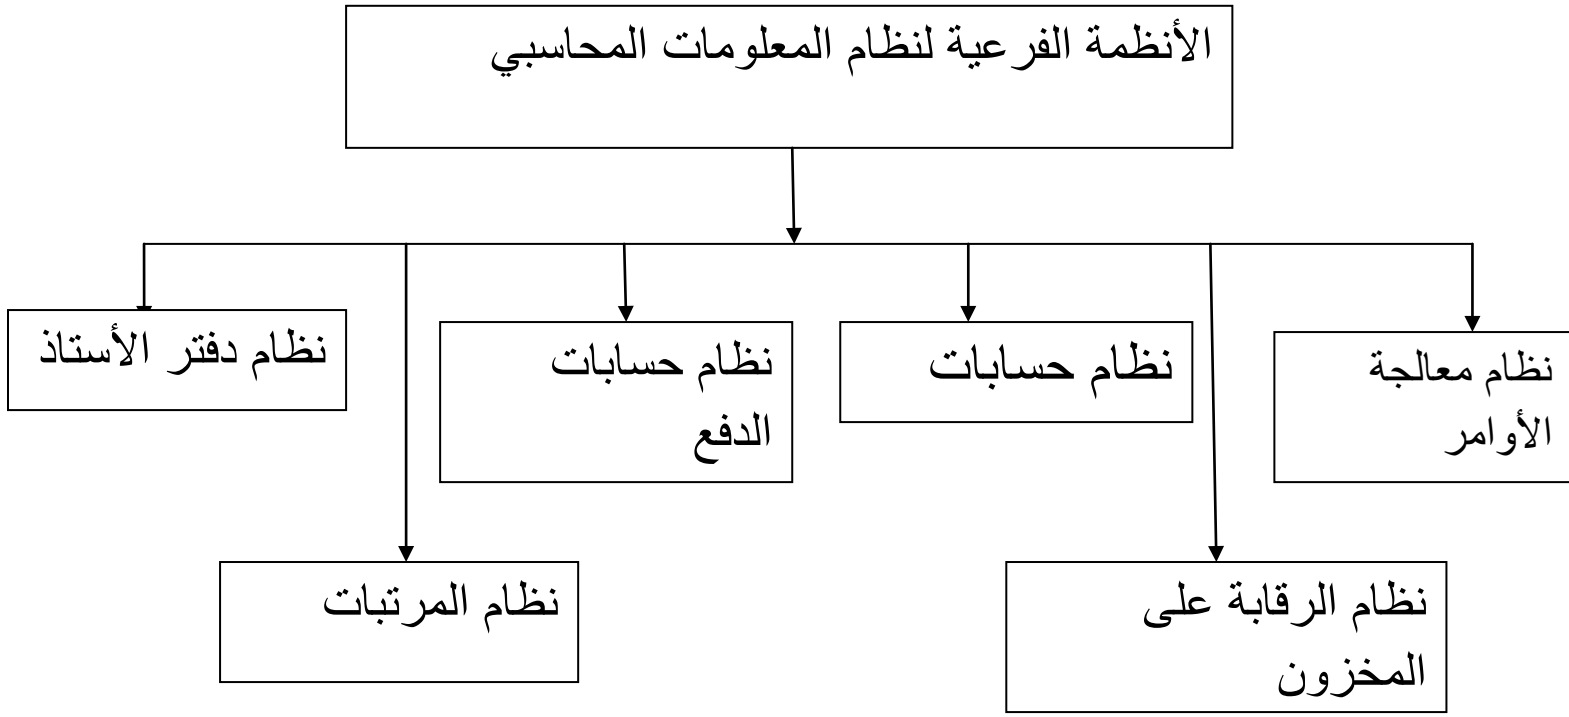 الأنظمة الفرعية لنظام المعلومات المحاسبي
نظام معالجة
الأوامر
نظام حسابات
نظام حسابات
الدفع
نظام دفتر الأستاذ
نظام الرقابة على
المخزون
نظام المرتبات